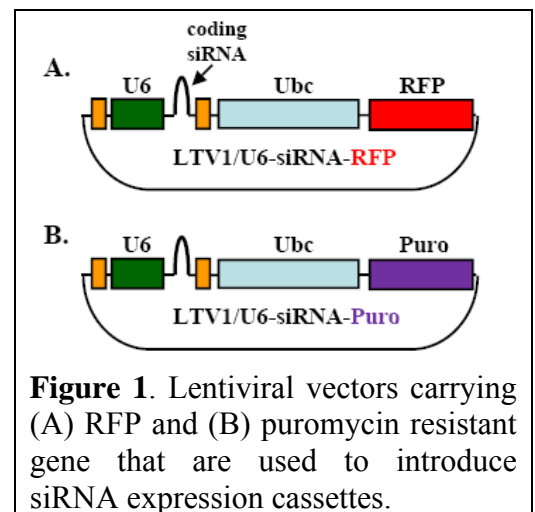 coding
siRNA
A.
U6
Ubc
RFP
LTV1/U6-siRNA-RFP
B.
U6
Ubc
Puro
LTV1/U6-siRNA-Puro
Figure 1. Lentiviral vectors carrying
(A) RFP and (B) puromycin resistant
gene that are used to introduce
siRNA expression cassettes.